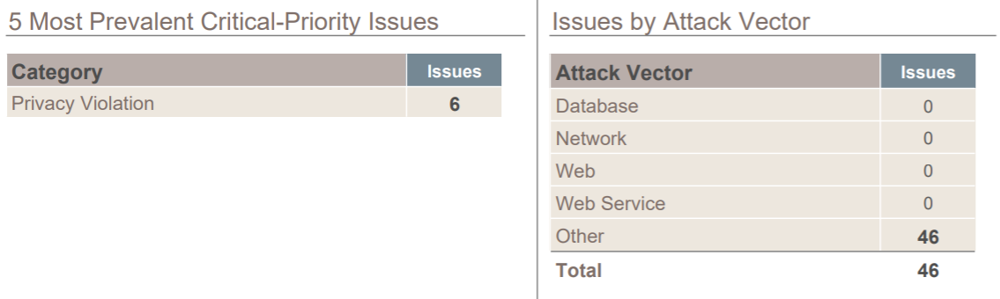 5 Most Prevalent Critical-Priority Issues
Category Issues
Privacy Violation 6
Issues by Attack Vector
Attack Vector Issues
Database 0
Network 0
Web 0
Web Service 0
Other 46
Total 46